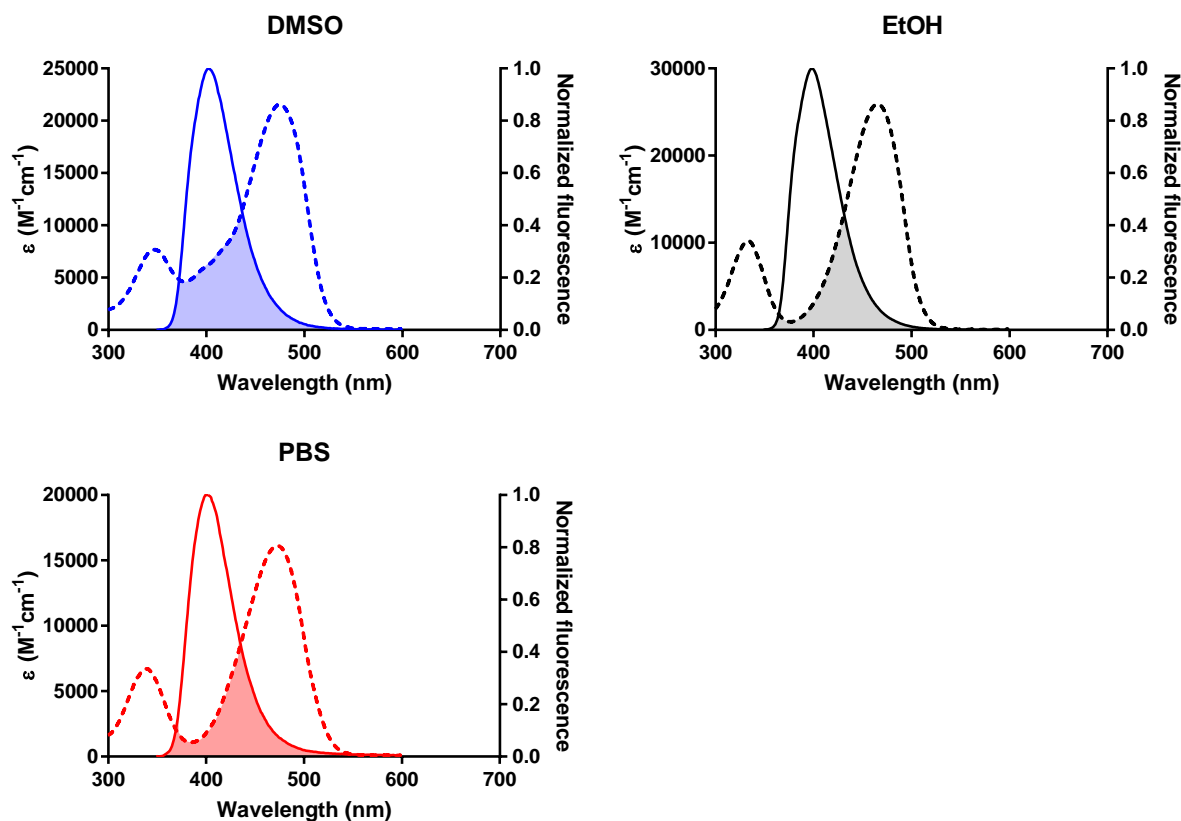 DMSO
25000
20000
15000
10000
5000
0
ε (M⁻¹cm⁻¹)
1.0
0.8
0.6
0.4
0.2
0.0
Normalized fluorescence
300 400 500 600 700
Wavelength (nm)
EtOH
30000
20000
10000
0
ε (M⁻¹cm⁻¹)
1.0
0.8
0.6
0.4
0.2
0.0
Normalized fluorescence
300 400 500 600 700
Wavelength (nm)
PBS
20000
15000
10000
5000
0
ε (M⁻¹cm⁻¹)
1.0
0.8
0.6
0.4
0.2
0.0
Normalized fluorescence
300 400 500 600 700
Wavelength (nm)